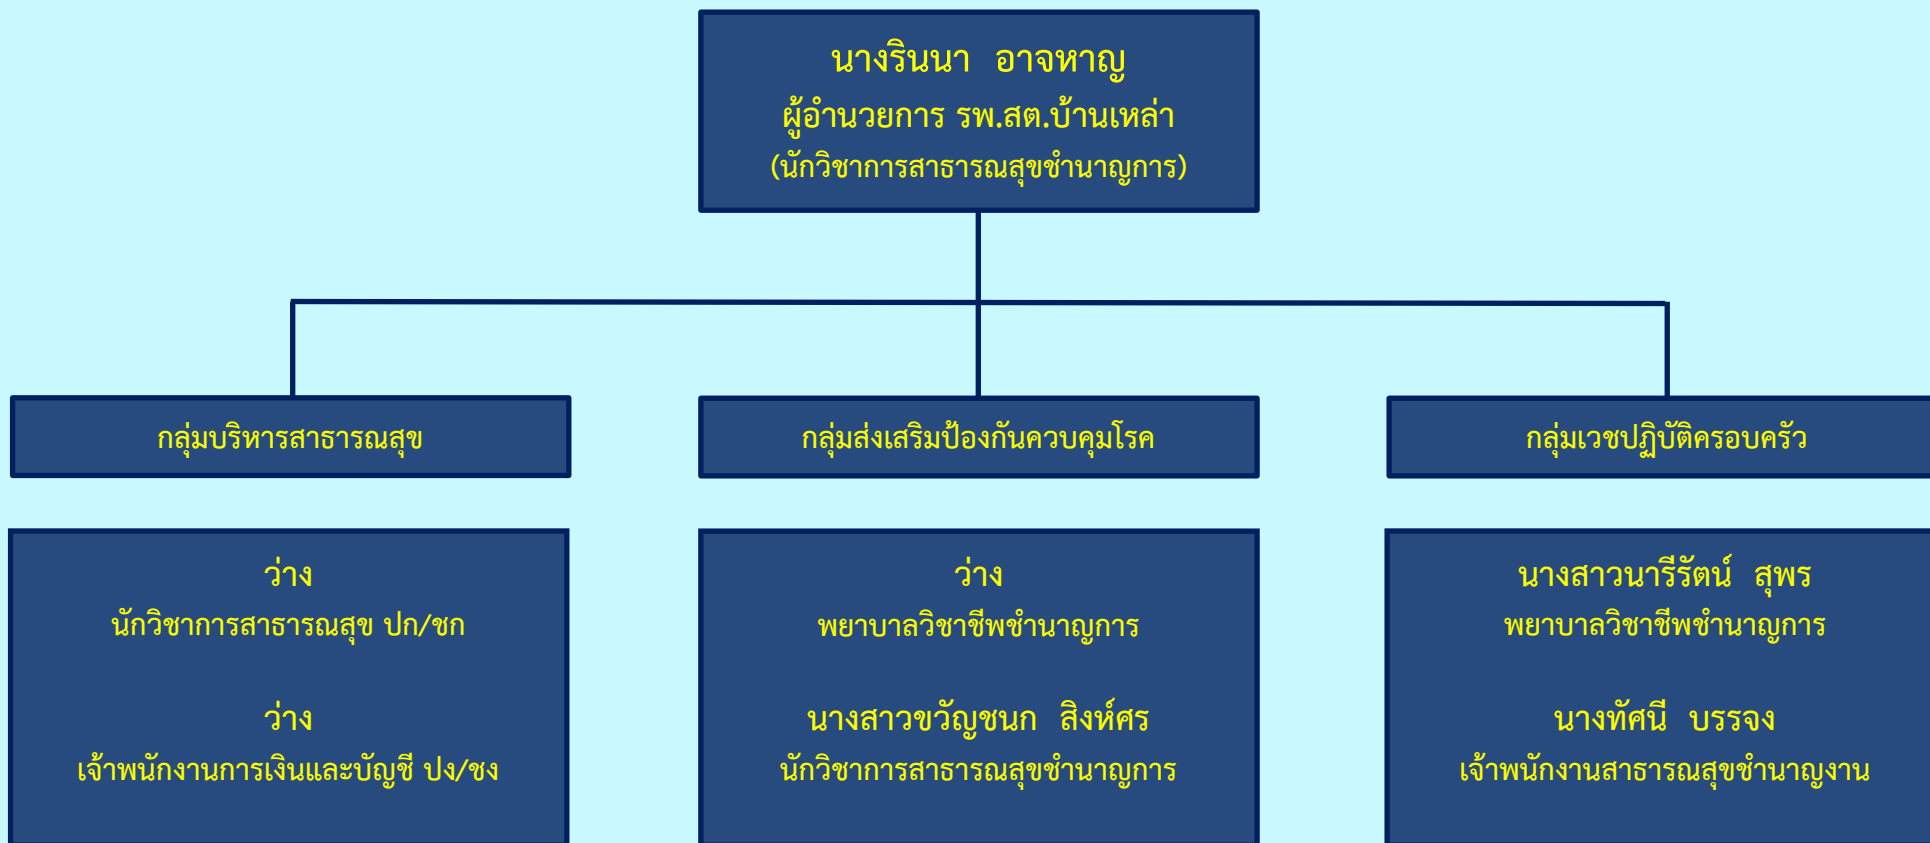 นางรินนา อาจหาญ
ผู้อำนวยการ รพ.สต.บ้านเหล่า
(นักวิชาการสาธารณสุขชำนาญการ)
กลุ่มบริหารสาธารณสุข
กลุ่มส่งเสริมป้องกันควบคุมโรค
กลุ่มเวชปฏิบัติครอบครัว
ว่าง
นักวิชาการสาธารณสุข ปก/ชก
ว่าง
เจ้าพนักงานการเงินและบัญชี ปง/ชง
ว่าง
พยาบาลวิชาชีพชำนาญการ
นางสาวขวัญชนก สิงห์ศร
นักวิชาการสาธารณสุขชำนาญการ
นางสาวนารีรัตน์ สุพร
พยาบาลวิชาชีพชำนาญการ
นางทัศนี บรรจง
เจ้าพนักงานสาธารณสุขชำนาญงาน